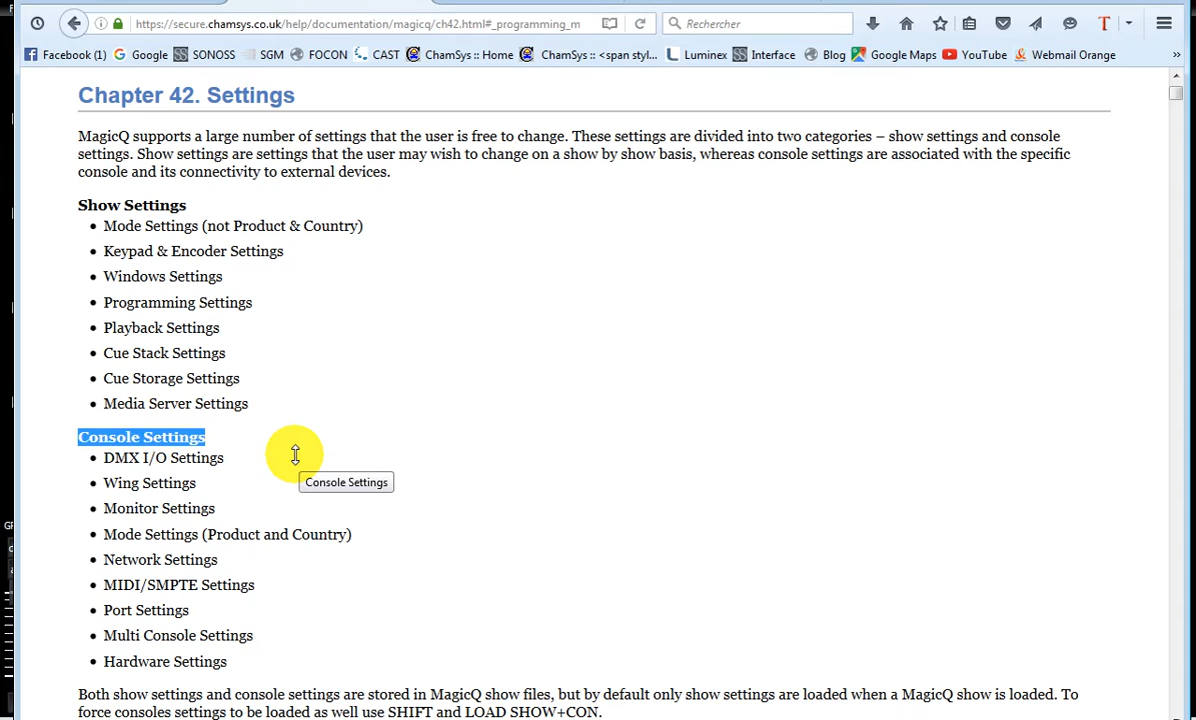 https://secure.chamsys.co.uk/help/documentation/magicq/ch42.html#_programming_m
Rechercher
Facebook (1) Google SONOSS SGM FOCON CAST ChamSys :: Home ChamSys :: <span styl... Luminex Interface Blog Google Maps YouTube Webmail Orange »
Chapter 42. Settings
MagicQ supports a large number of settings that the user is free to change. These settings are divided into two categories – show settings and console
settings. Show settings are settings that the user may wish to change on a show by show basis, whereas console settings are associated with the specific
console and its connectivity to external devices.
Show Settings
• Mode Settings (not Product & Country)
• Keypad & Encoder Settings
• Windows Settings
• Programming Settings
• Playback Settings
• Cue Stack Settings
• Cue Storage Settings
• Media Server Settings
Console Settings
• DMX I/O Settings
• Wing Settings
Console Settings
• Monitor Settings
• Mode Settings (Product and Country)
• Network Settings
• MIDI/SMPTE Settings
• Port Settings
• Multi Console Settings
• Hardware Settings
Both show settings and console settings are stored in MagicQ show files, but by default only show settings are loaded when a MagicQ show is loaded. To
force consoles settings to be loaded as well use SHIFT and LOAD SHOW+CON.